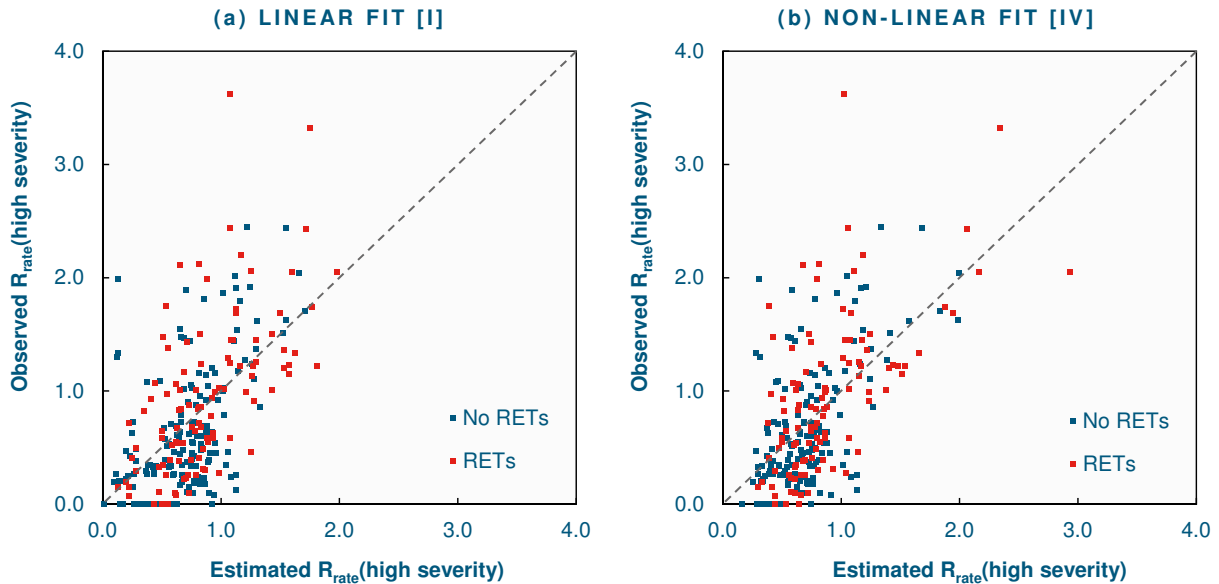 (a) LINEAR FIT [I]
4.0
3.0
2.0
1.0
0.0
0.0 1.0 2.0 3.0 4.0
Observed Rrate(high severity)
Estimated Rrate(high severity)
No RETs
RETs
(b) NON-LINEAR FIT [IV]
4.0
3.0
2.0
1.0
0.0
0.0 1.0 2.0 3.0 4.0
Observed Rrate(high severity)
Estimated Rrate(high severity)
No RETs
RETs